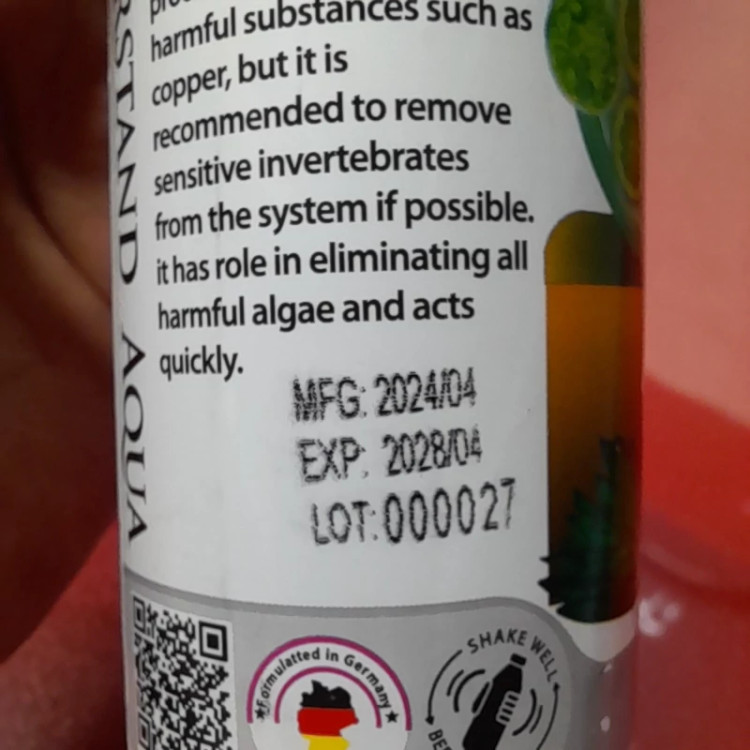 harmful substances such as
copper, but it is
recommended to remove
sensitive invertebrates
from the system if possible.
it has role in eliminating all
harmful algae and acts
quickly.
MFG: 2024/04
EXP: 2028/04
LOT:000027
AQUA
Formulatted in Germany
SHAKE WELL